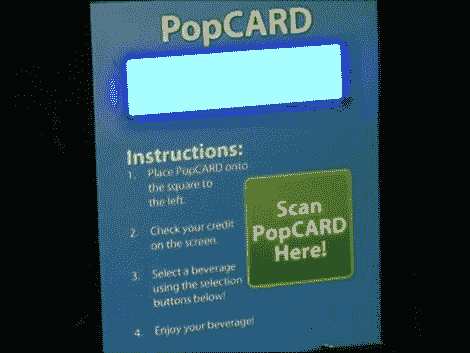 PopCARD
Instructions:
1. Place PopCARD onto
the square to
the left.
2. Check your credit
on the screen.
3. Select a beverage
using the selection
buttons below!
4. Enjoy your beverage!
Scan
PopCARD
Here!